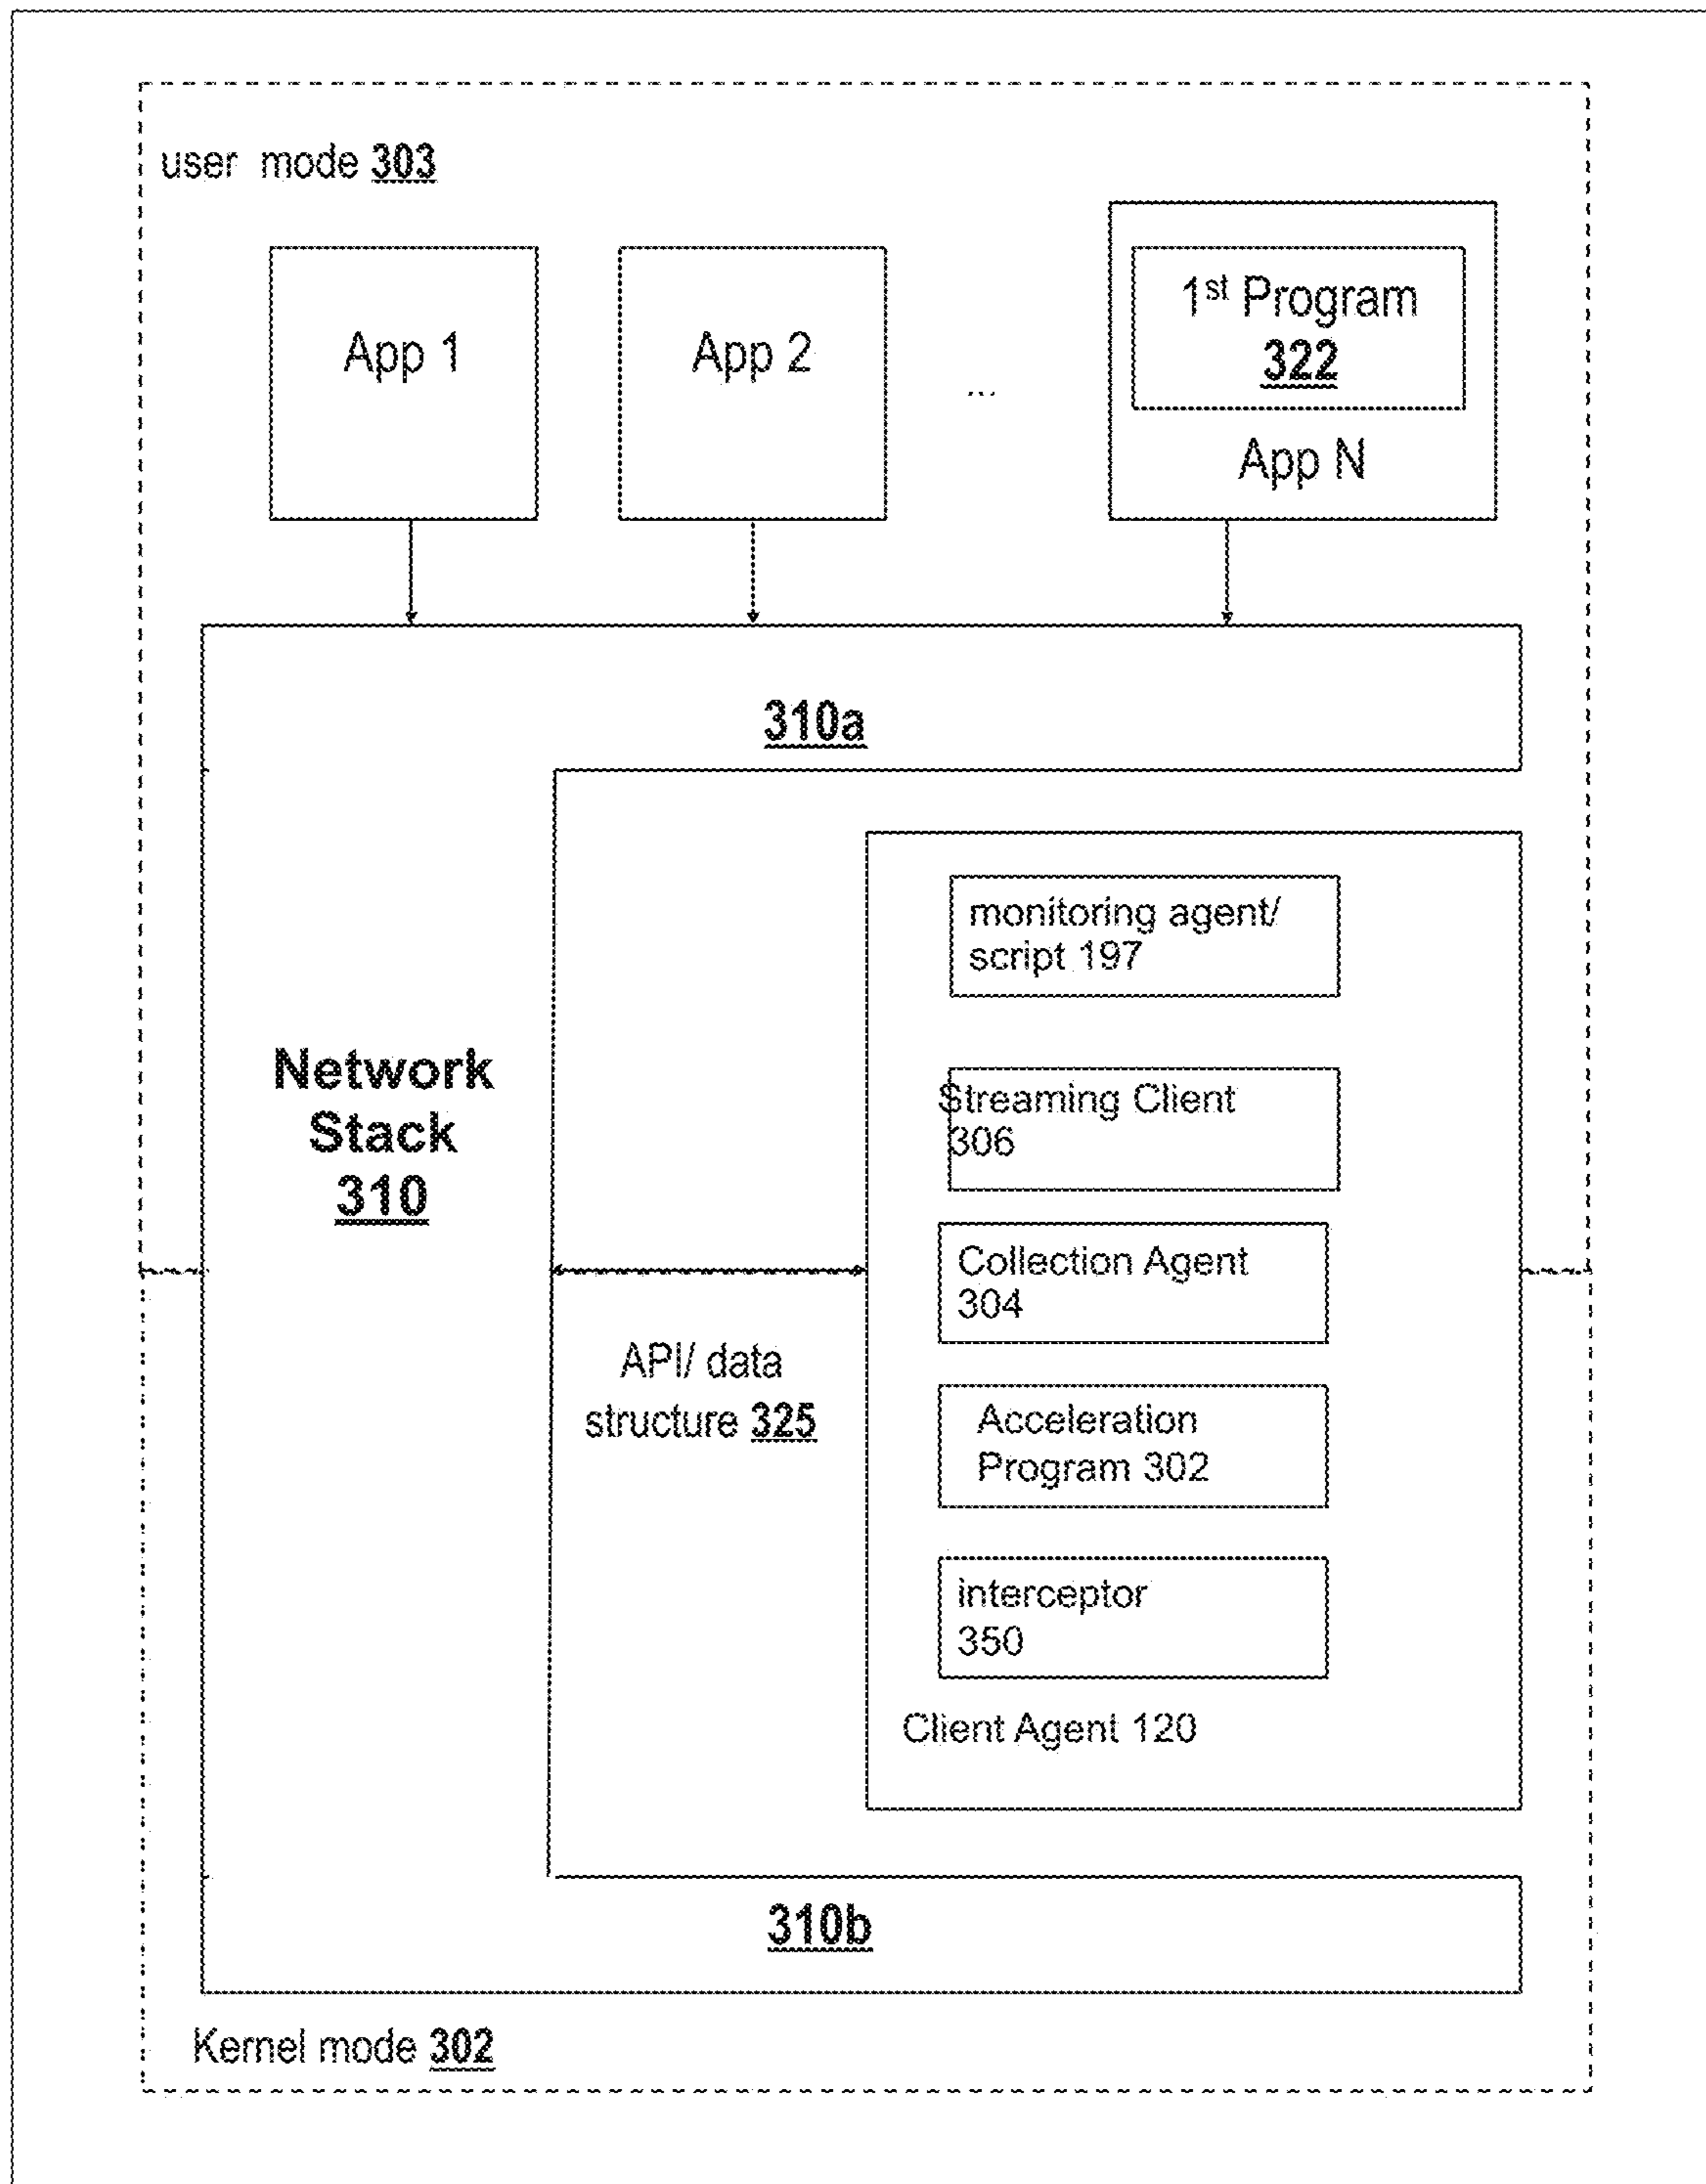 user mode 303
App 1
App 2
...
1st Program
322
App N
310a
Network
Stack
310
monitoring agent/
script 197
Streaming Client
306
Collection Agent
304
API/ data
structure 325
Acceleration
Program 302
interceptor
350
Client Agent 120
310b
Kernel mode 302